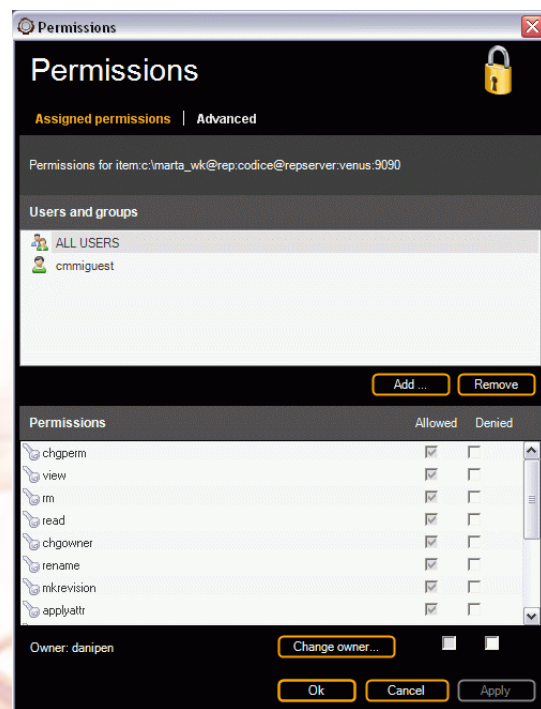 Permissions
Permissions
Assigned permissions | Advanced
Permissions for item:c:\marta_wk@rep:codice@repserver:venus:9090
Users and groups
ALL USERS
cmmiguest
Add ... Remove
Permissions Allowed Denied
chgperm
view
rm
read
chgowner
rename
mkrevision
applyattr
Owner: danipen Change owner...
Ok Cancel Apply